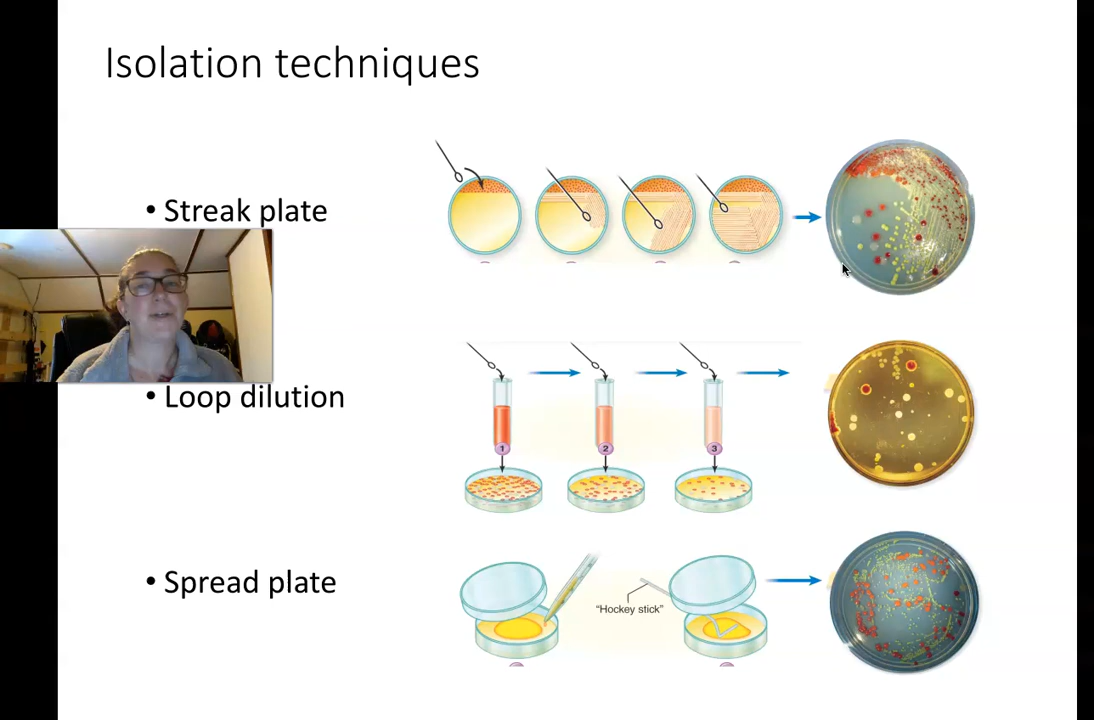 Isolation techniques
• Streak plate
• Loop dilution
1 2 3
• Spread plate
"Hockey stick"